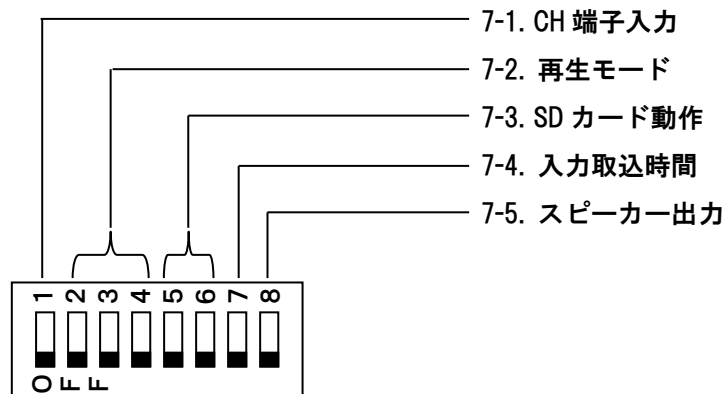 7-1. CH 端子入力
7-2. 再生モード
7-3. SD カード動作
7-4. 入力取込時間
7-5. スピーカー出力
1 2 3 4 5 6 7 8
OFF